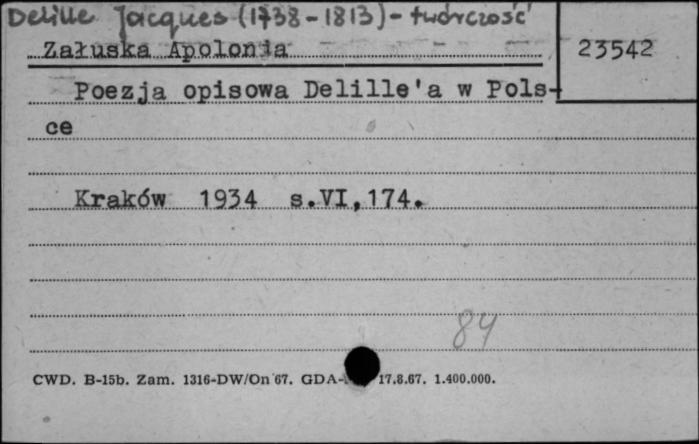 Delille Jacques (1738-1813) - twórczość
Załuska Apolonia
23542
Poezja opisowa Delille'a w Pols-
ce
Kraków 1934 s.VI,174.
84
CWD. B-15b. Zam. 1316-DW/On 67. GDA- 17.8.67. 1.400.000.